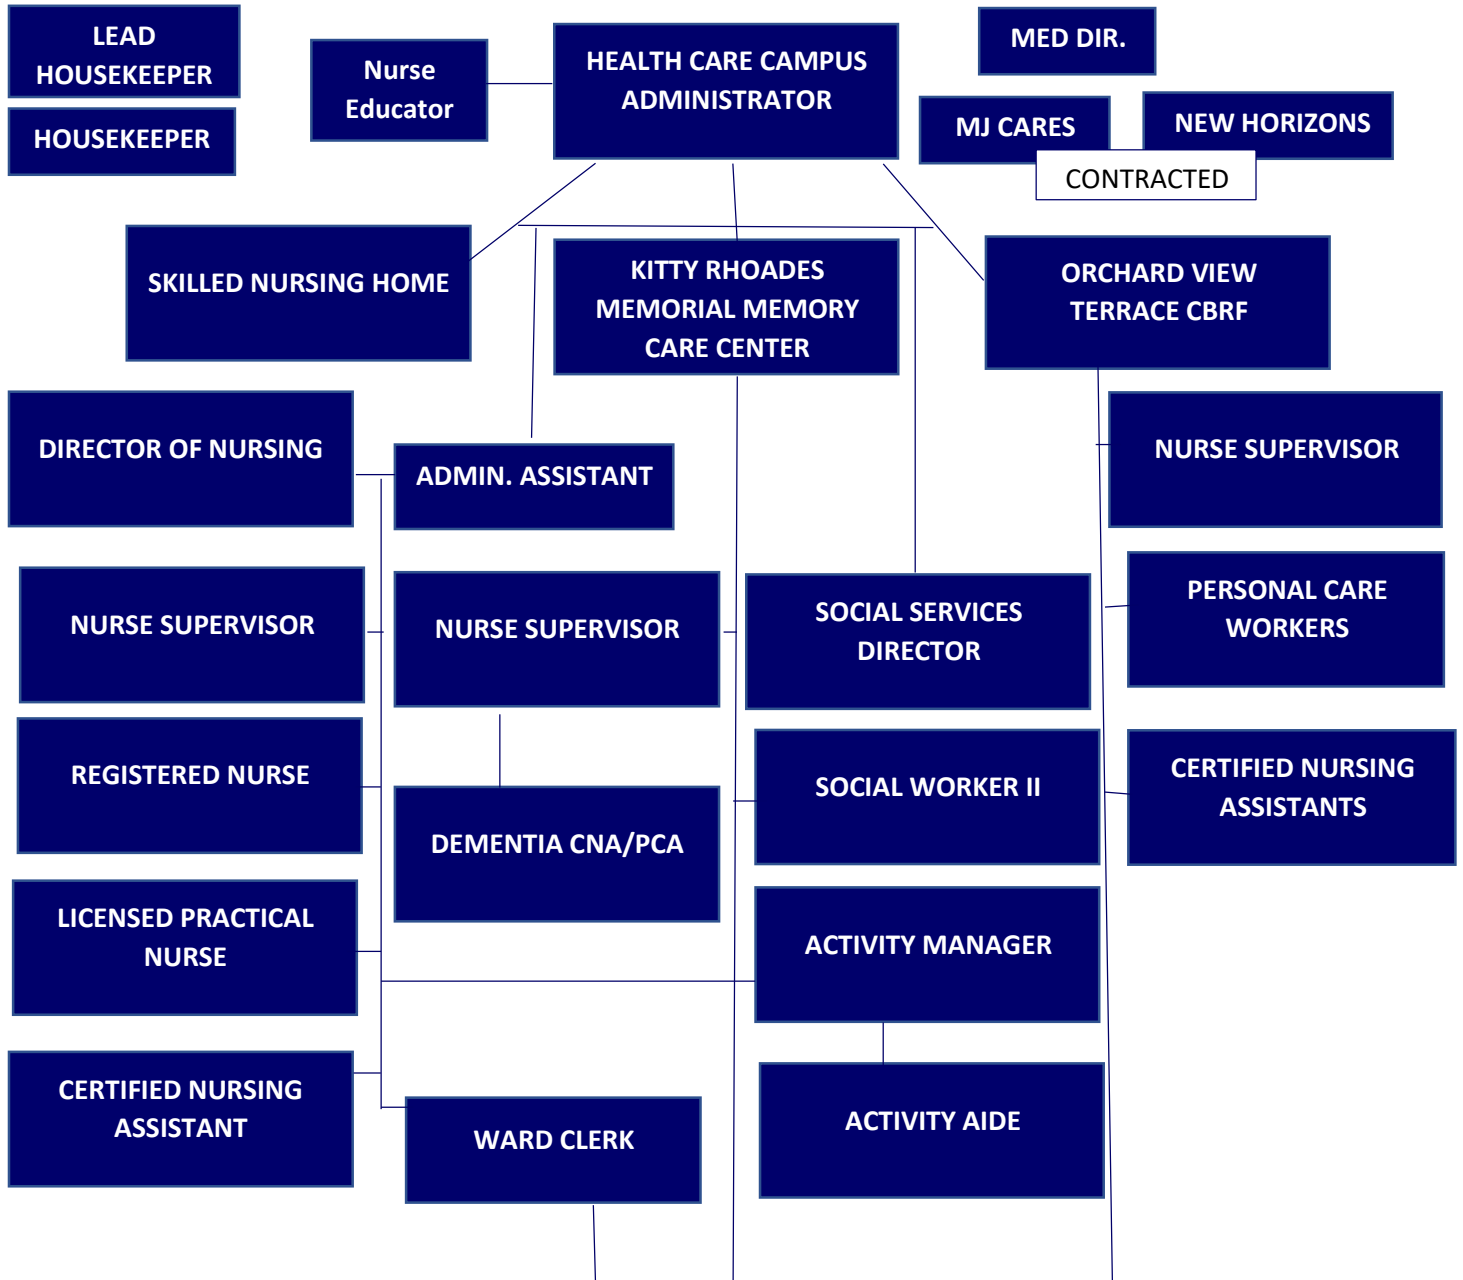 LEAD
HOUSEKEEPER
HOUSEKEEPER
Nurse
Educator
HEALTH CARE CAMPUS
ADMINISTRATOR
MED DIR.
MJ CARES
NEW HORIZONS
CONTRACTED
SKILLED NURSING HOME
KITTY RHOADES
MEMORIAL MEMORY
CARE CENTER
ORCHARD VIEW
TERRACE CBRF
DIRECTOR OF NURSING
ADMIN. ASSISTANT
NURSE SUPERVISOR
NURSE SUPERVISOR
NURSE SUPERVISOR
SOCIAL SERVICES
DIRECTOR
PERSONAL CARE
WORKERS
REGISTERED NURSE
DEMENTIA CNA/PCA
SOCIAL WORKER II
CERTIFIED NURSING
ASSISTANTS
LICENSED PRACTICAL
NURSE
ACTIVITY MANAGER
CERTIFIED NURSING
ASSISTANT
WARD CLERK
ACTIVITY AIDE